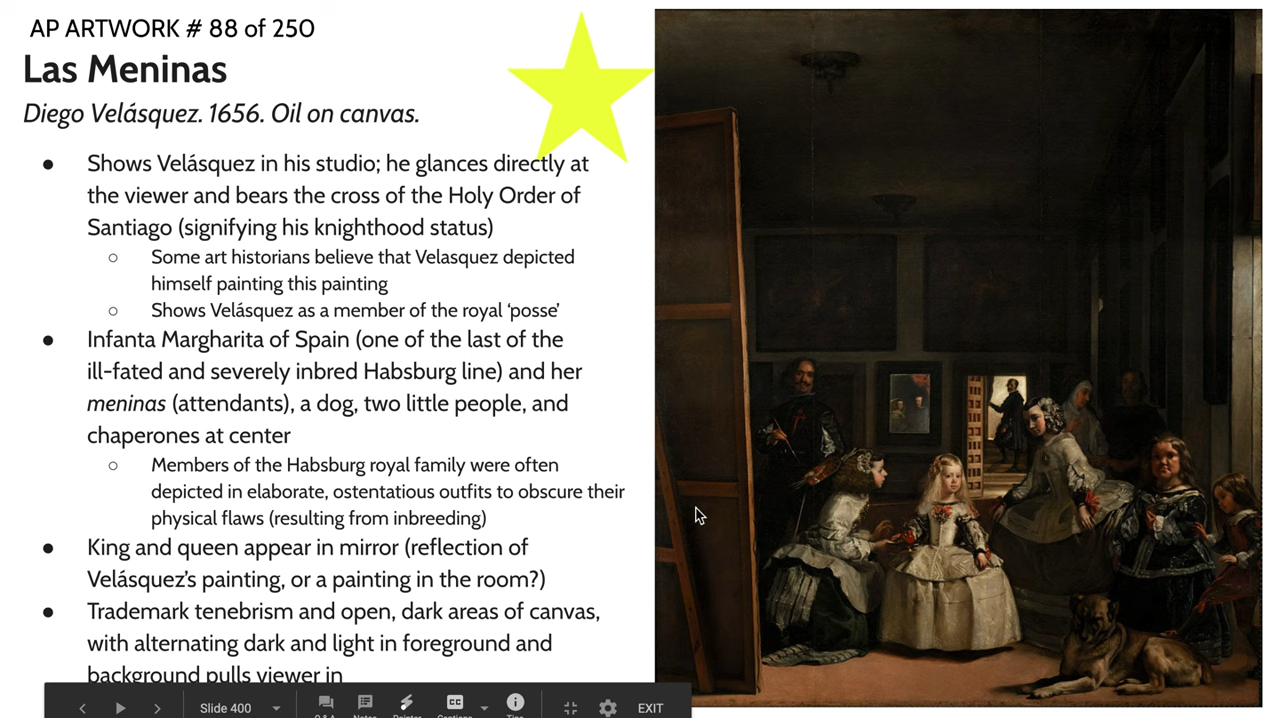 AP ARTWORK # 88 of 250
Las Meninas
Diego Velásquez. 1656. Oil on canvas.
● Shows Velásquez in his studio; he glances directly at
the viewer and bears the cross of the Holy Order of
Santiago (signifying his knighthood status)
○ Some art historians believe that Velasquez depicted
himself painting this painting
○ Shows Velásquez as a member of the royal ‘posse’
● Infanta Margharita of Spain (one of the last of the
ill-fated and severely inbred Habsburg line) and her
meninas (attendants), a dog, two little people, and
chaperones at center
○ Members of the Habsburg royal family were often
depicted in elaborate, ostentatious outfits to obscure their
physical flaws (resulting from inbreeding)
● King and queen appear in mirror (reflection of
Velásquez’s painting, or a painting in the room?)
● Trademark tenebrism and open, dark areas of canvas,
with alternating dark and light in foreground and
background pulls viewer in
Slide 400
CC
EXIT